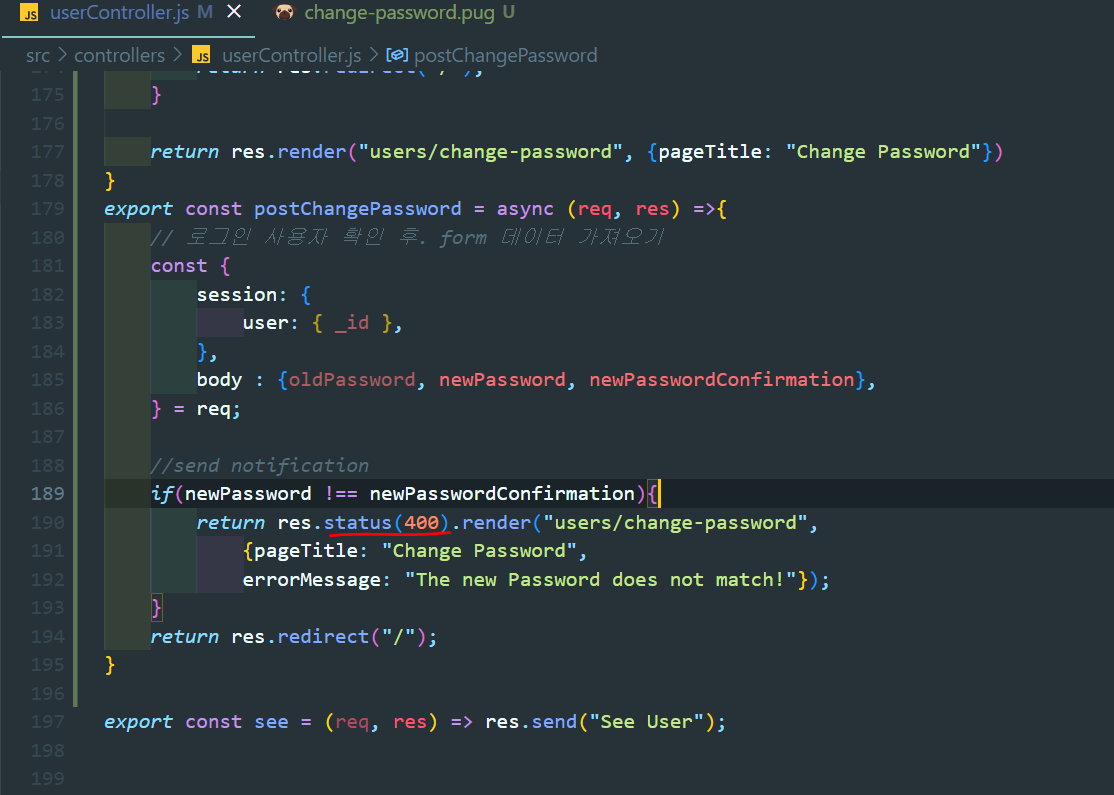 JS userController.js M ×
change-password.pug U
src > controllers > JS userController.js > postChangePassword
175 }
176
177 return res.render("users/change-password", {pageTitle: "Change Password"})
178 }
179 export const postChangePassword = async (req, res) =>{
180 // 로그인 사용자 확인 후. form 데이터 가져오기
181 const {
182 session: {
183 user: { _id },
184 },
185 body : {oldPassword, newPassword, newPasswordConfirmation},
186 } = req;
187
188 //send notification
189 if(newPassword !== newPasswordConfirmation){
190 return res.status(400).render("users/change-password",
191 {pageTitle: "Change Password",
192 errorMessage: "The new Password does not match!"});
193 }
194 return res.redirect("/");
195 }
196
197 export const see = (req, res) => res.send("See User");
198
199